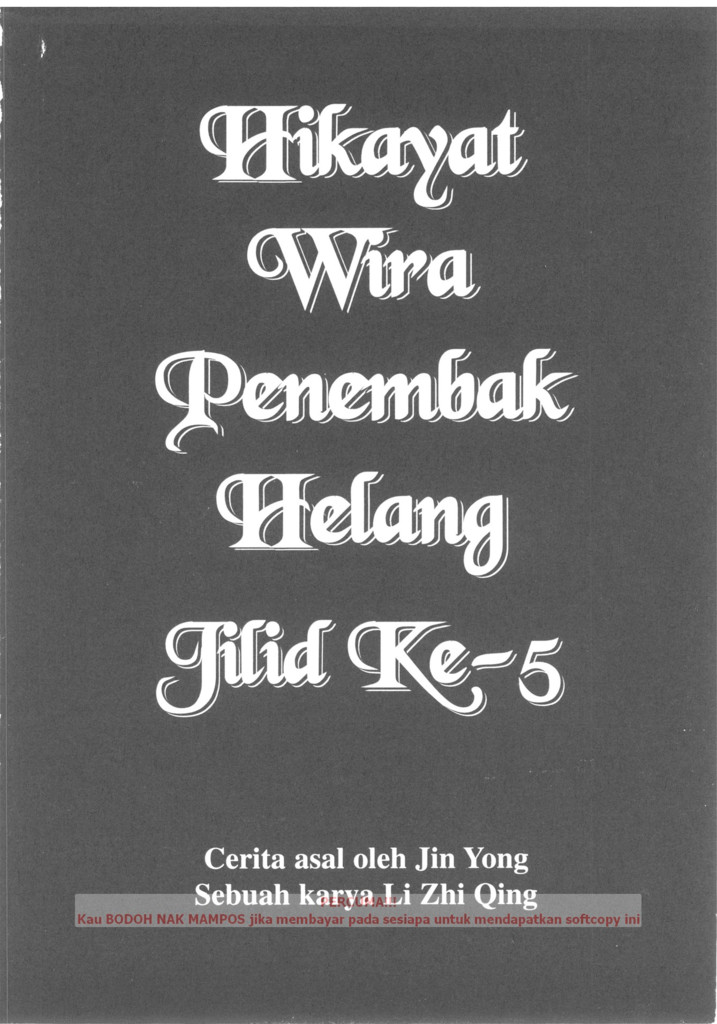 Hikayat
Wira
Penembak
Helang
Jilid Ke-5
Cerita asal oleh Jin Yong
Sebuah karya Li Zhi Qing
PERCUMA!!!
Kau BODOH NAK MAMPOS jika membayar pada sesiapa untuk mendapatkan softcopy ini